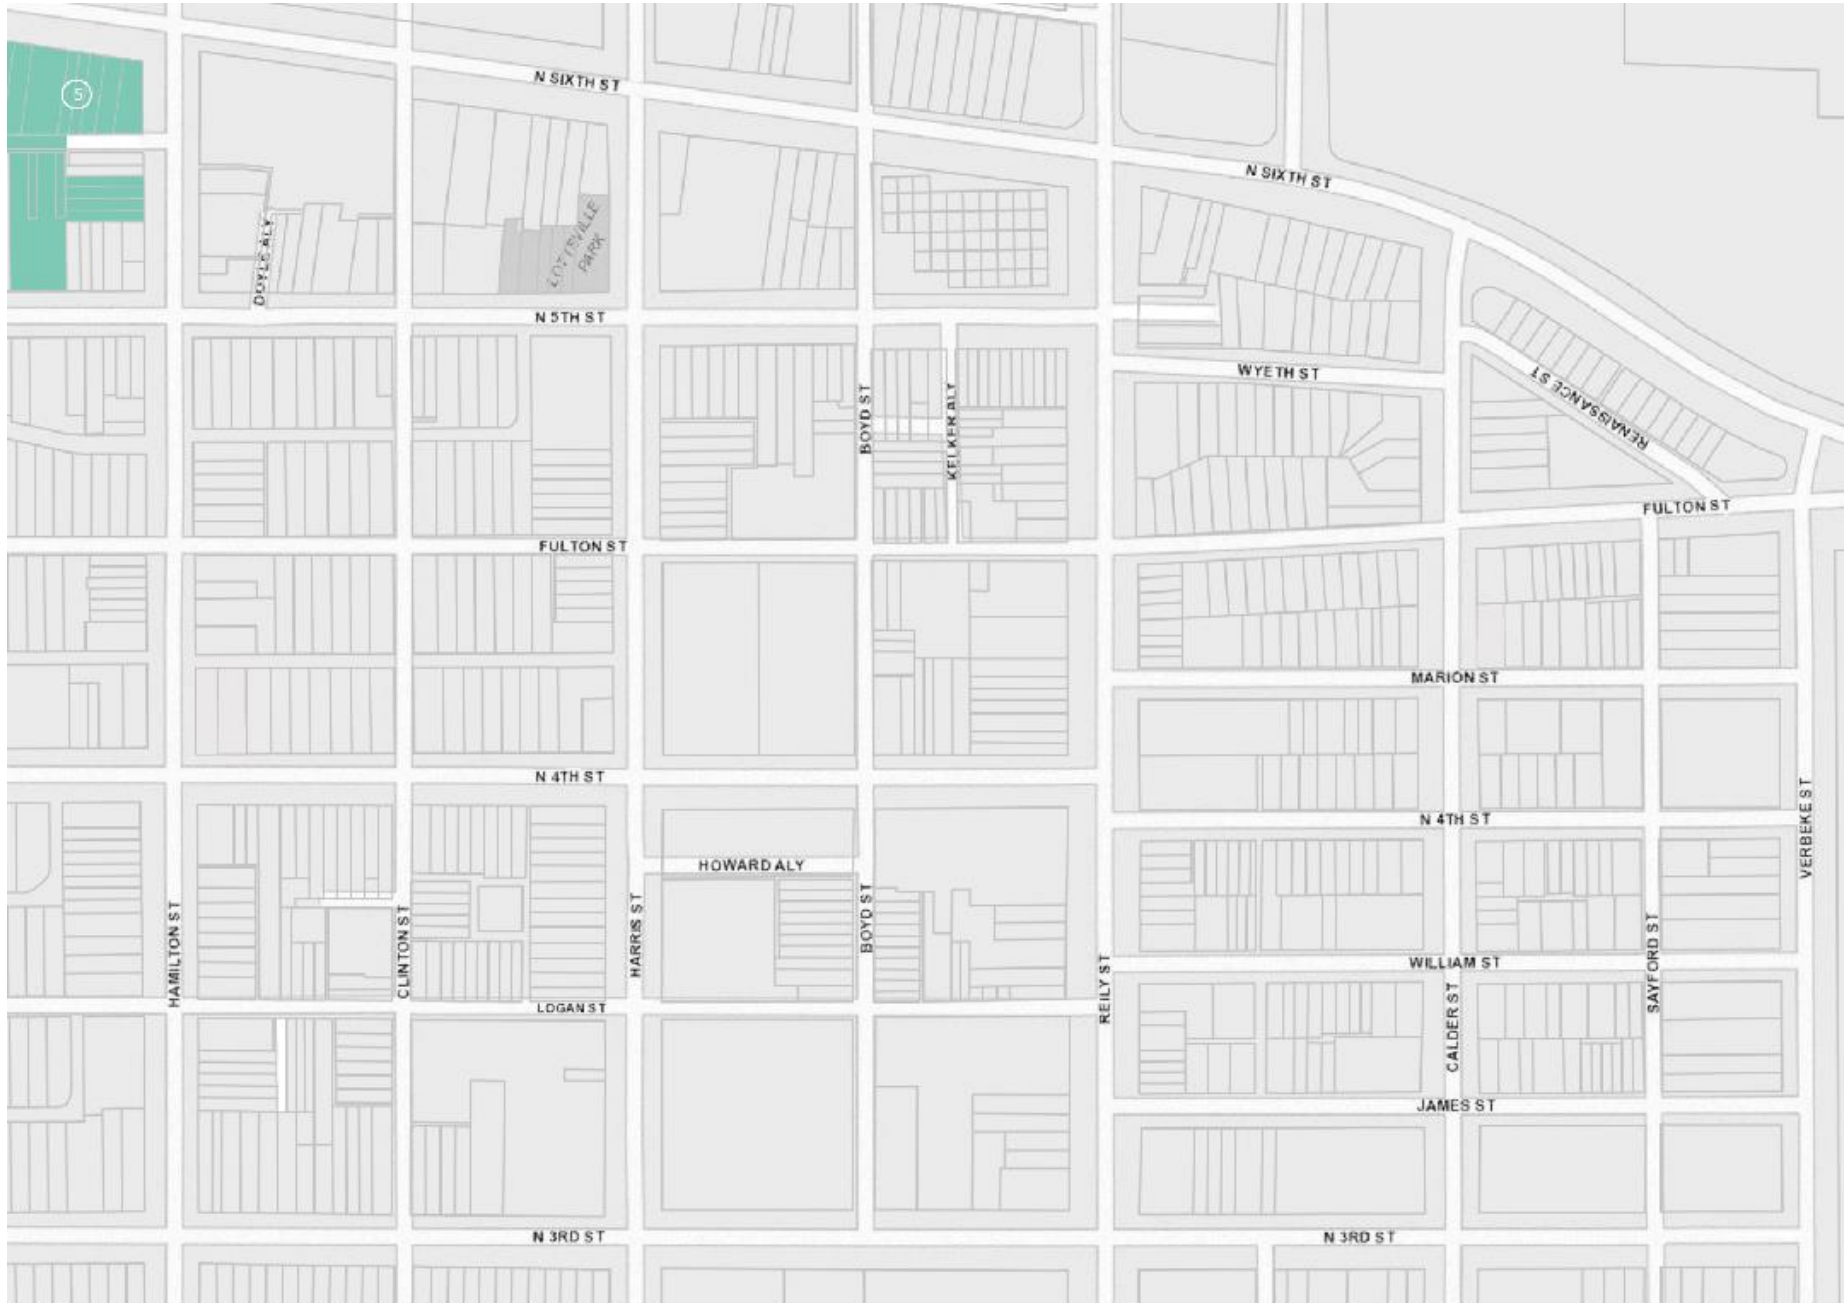 N SIXTH ST
5
N SIXTH ST
DOYLE ALY
LOTTSVILLE
PARK
N 5TH ST
WYETH ST
RENAISSANCE ST
BOYD ST
KELKER ALY
FULTON ST
FULTON ST
MARION ST
N 4TH ST
N 4TH ST
VERBEKE ST
HOWARD ALY
HAMILTON ST
CLINTON ST
HARRIS ST
BOYD ST
REILY ST
WILLIAM ST
CALDER ST
SAYFORD ST
LOGAN ST
JAMES ST
N 3RD ST
N 3RD ST